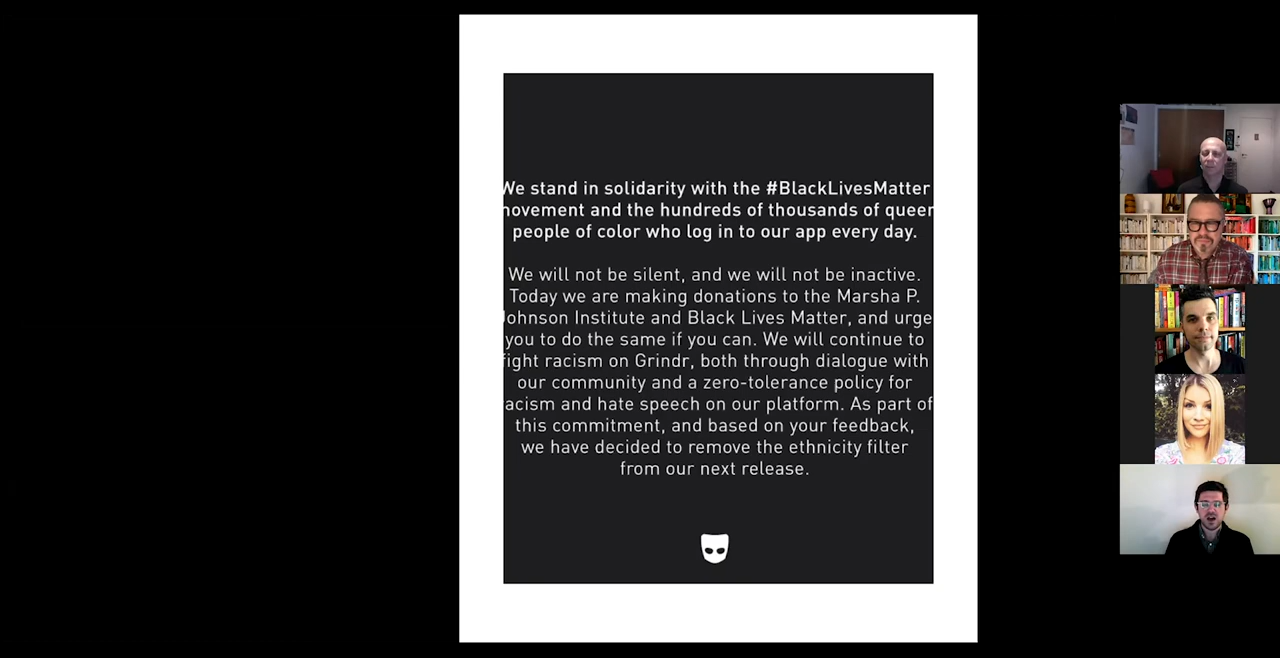 We stand in solidarity with the #BlackLivesMatter
movement and the hundreds of thousands of queer
people of color who log in to our app every day.
We will not be silent, and we will not be inactive.
Today we are making donations to the Marsha P.
Johnson Institute and Black Lives Matter, and urge
you to do the same if you can. We will continue to
fight racism on Grindr, both through dialogue with
our community and a zero-tolerance policy for
acism and hate speech on our platform. As part of
this commitment, and based on your feedback,
we have decided to remove the ethnicity filter
from our next release.